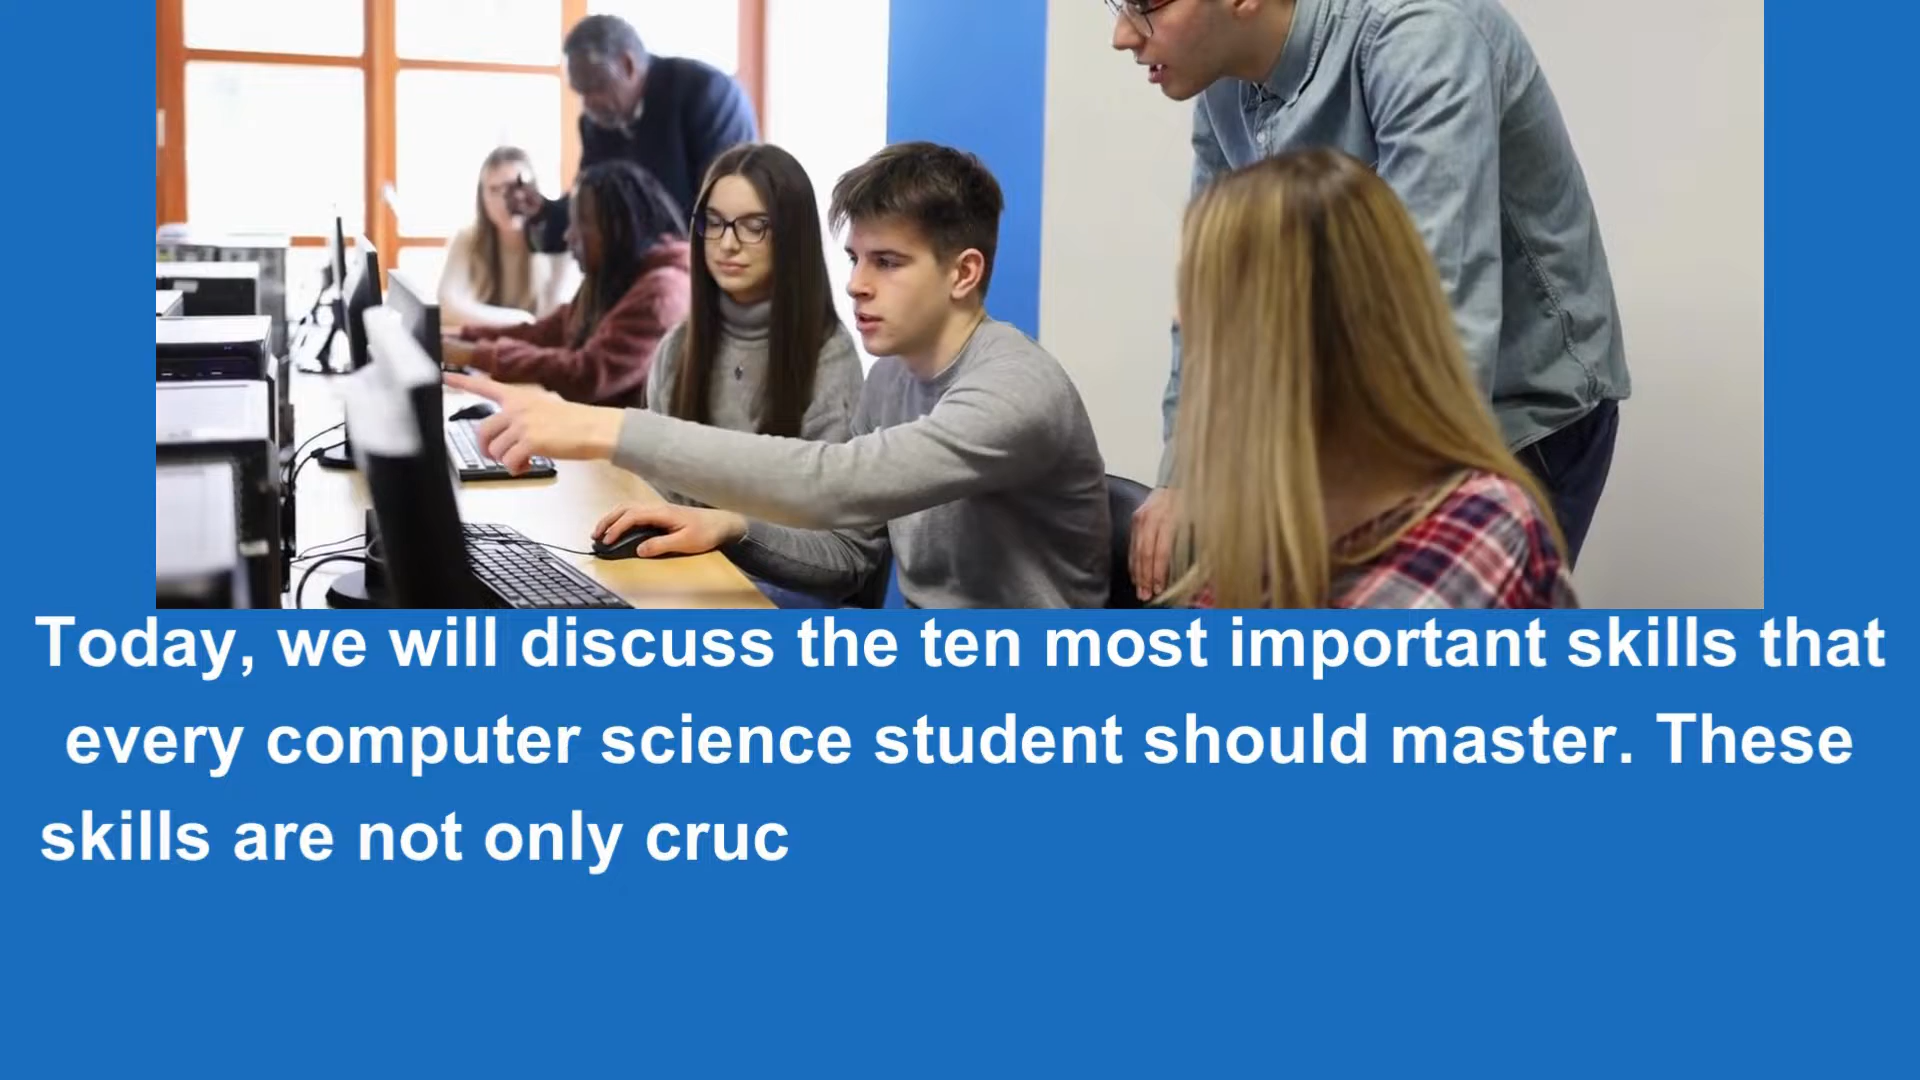 Today, we will discuss the ten most important skills that
every computer science student should master. These
skills are not only cruc